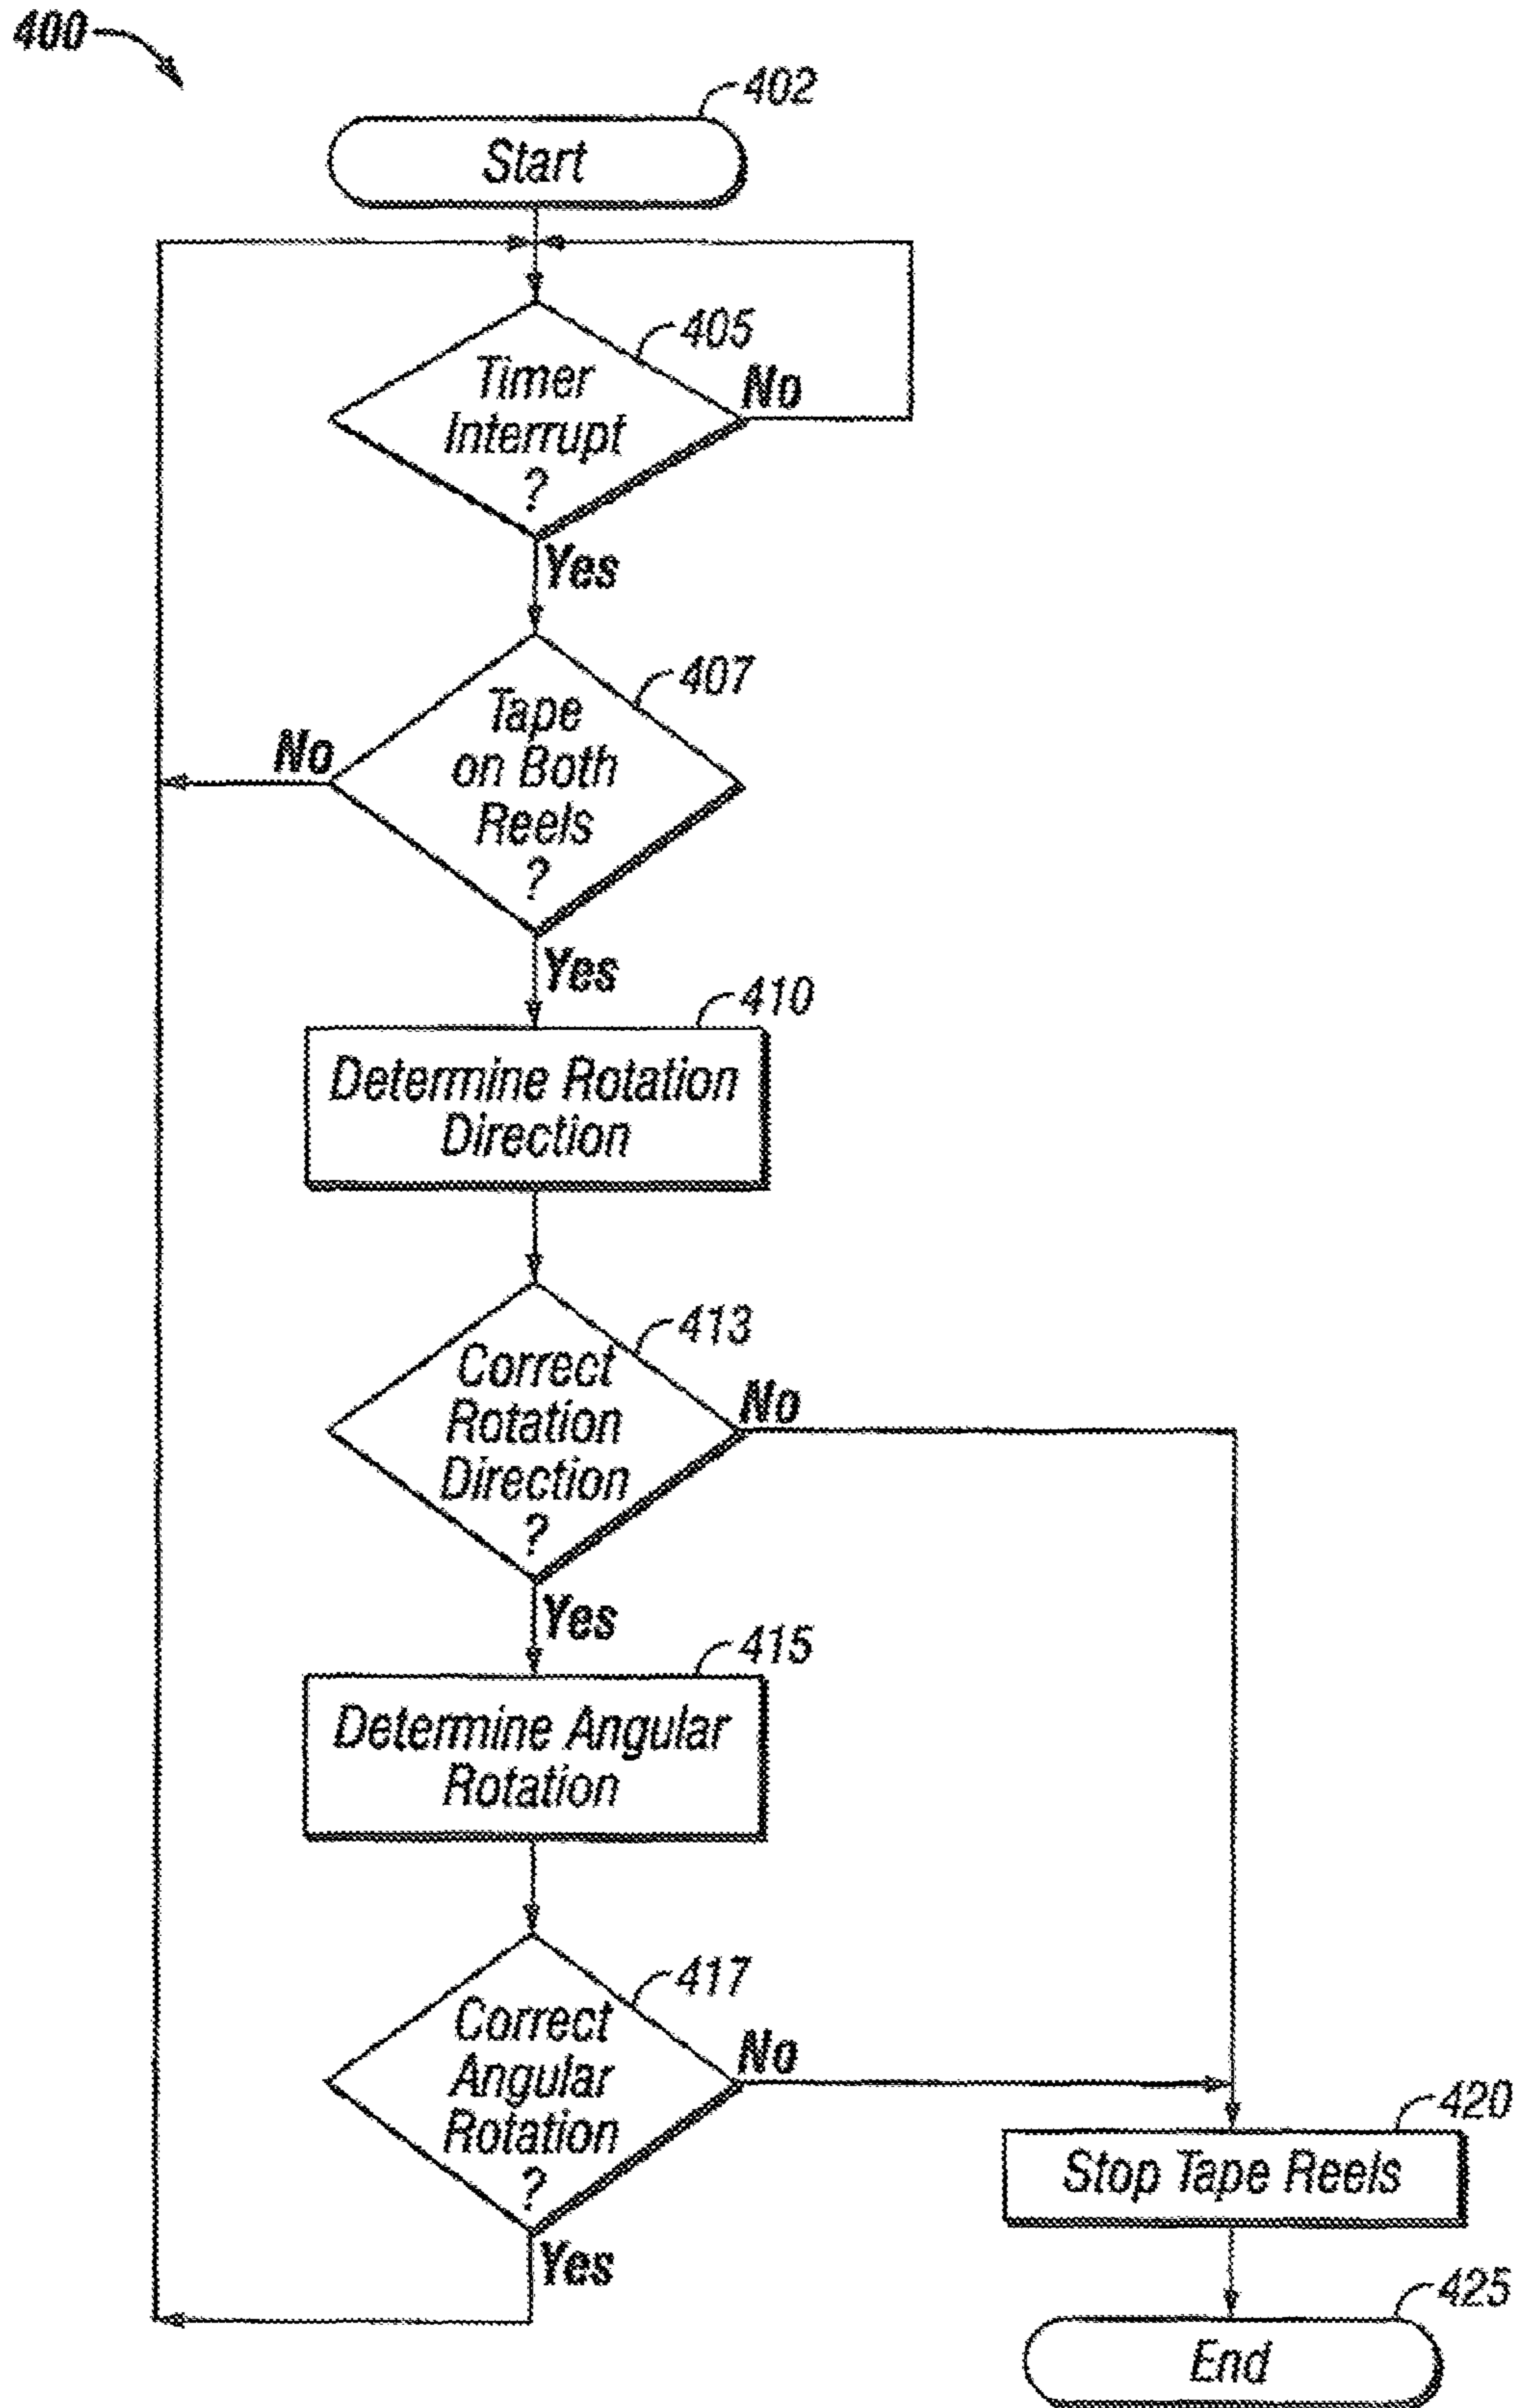 400
402
Start
405
Timer
Interrupt
?
No
Yes
407
Tape
on Both
Reels
?
No
Yes
410
Determine Rotation
Direction
413
Correct
Rotation
Direction
?
No
Yes
415
Determine Angular
Rotation
417
Correct
Angular
Rotation
?
No
Yes
420
Stop Tape Reels
425
End